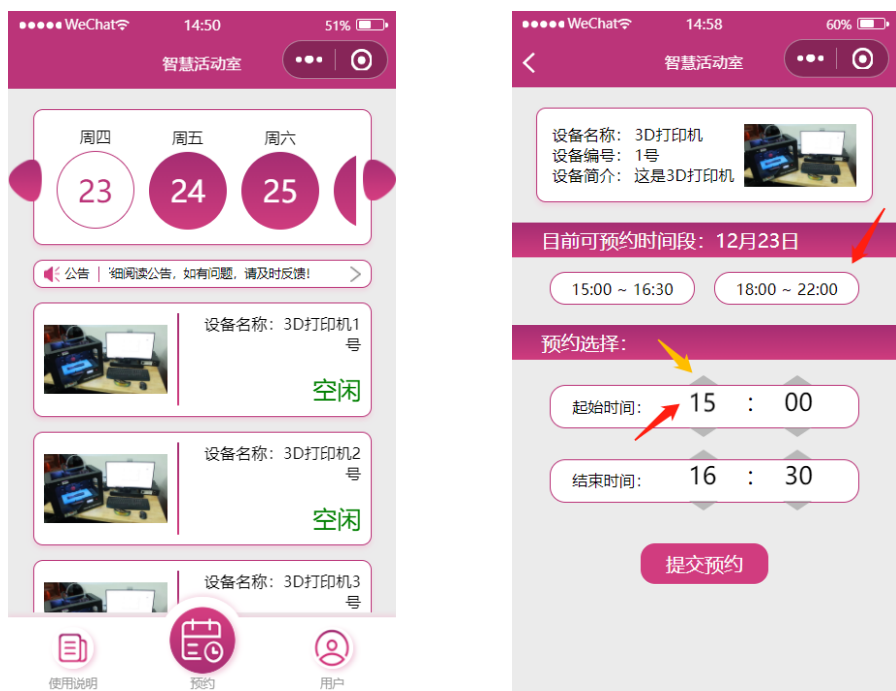 WeChat 14:50 51%
智慧活动室
周四 周五 周六
23 24 25
公告 细阅读公告，如有问题，请及时反馈！
设备名称：3D打印机1
号
空闲
设备名称：3D打印机2
号
空闲
设备名称：3D打印机3
号
使用说明 预约 用户
WeChat 14:58 60%
智慧活动室
设备名称：3D打印机
设备编号：1号
设备简介：这是3D打印机
目前可预约时间段：12月23日
15:00 ~ 16:30 18:00 ~ 22:00
预约选择：
起始时间： 15 : 00
结束时间： 16 : 30
提交预约